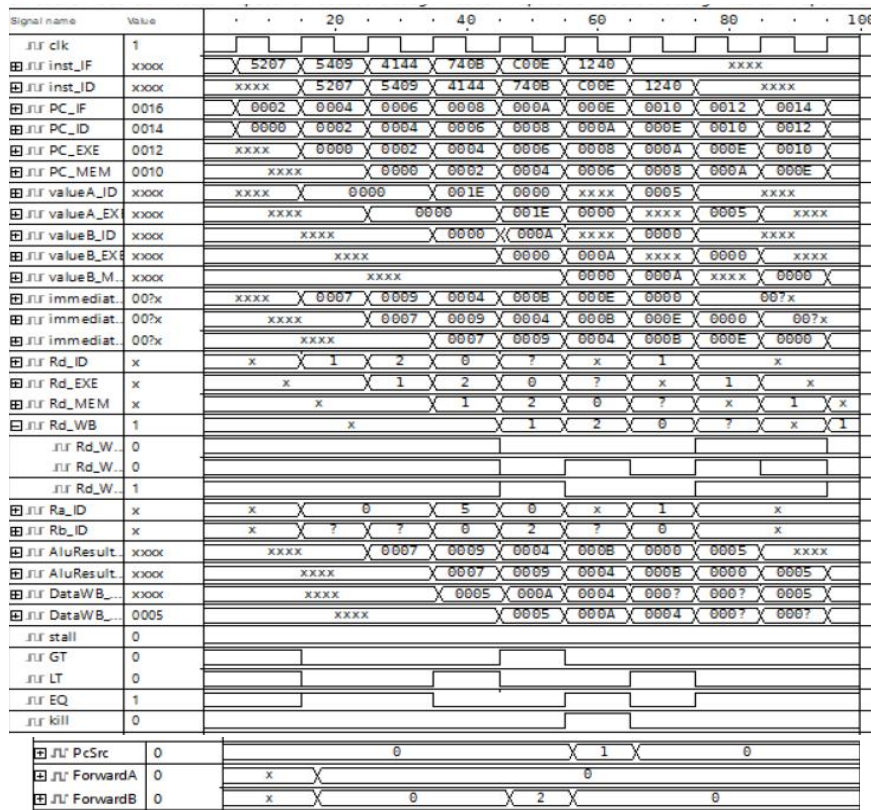 Signal name Value 20 40 60 80 100
clk 1
inst_IF xxxx 5207 5409 4144 740B C00E 1240 xxxx
inst_ID xxxx xxxx 5207 5409 4144 740B C00E 1240 xxxx
PC_IF 0016 0002 0004 0006 0008 000A 000E 0010 0012 0014
PC_ID 0014 0000 0002 0004 0006 0008 000A 000E 0010 0012
PC_EXE 0012 xxxx 0000 0002 0004 0006 0008 000A 000E 0010
PC_MEM 0010 xxxx 0000 0002 0004 0006 0008 000A 000E
valueA_ID xxxx xxxx 0000 001E 0000 xxxx 0005 xxxx
valueA_EXE xxxx xxxx 0000 001E 0000 xxxx 0005 xxxx
valueB_ID xxxx xxxx 0000 000A xxxx 0000 xxxx
valueB_EXE xxxx xxxx 0000 000A xxxx 0000 xxxx
valueB_M.. xxxx xxxx 0000 000A xxxx 0000
immediat.. 00?x xxxx 0007 0009 0004 000B 000E 0000 00?x
immediat.. 00?x xxxx 0007 0009 0004 000B 000E 0000 00?x
immediat.. 00?x xxxx 0007 0009 0004 000B 000E 0000
Rd_ID x x 1 2 0 ? x 1 x
Rd_EXE x x 1 2 0 ? x 1 x
Rd_MEM x x 1 2 0 ? x 1 x
Rd_WB 1 x 1 2 0 ? x 1
Rd_W.. 0
Rd_W.. 0
Rd_W.. 1
Ra_ID x x 0 5 0 x 1 x
Rb_ID x x ? ? 0 2 ? 0 x
AluResult.. xxxx xxxx 0007 0009 0004 000B 0000 0005 xxxx
AluResult.. xxxx xxxx 0007 0009 0004 000B 0000 0005
DataWB_... xxxx xxxx 0005 000A 0004 000? 000? 0005
DataWB_... 0005 xxxx 0005 000A 0004 000? 000?
stall 0
GT 0
LT 0
EQ 1
kill 0
PcSrc 0 0 1 0
ForwardA 0 x 0
ForwardB 0 x 0 2 0